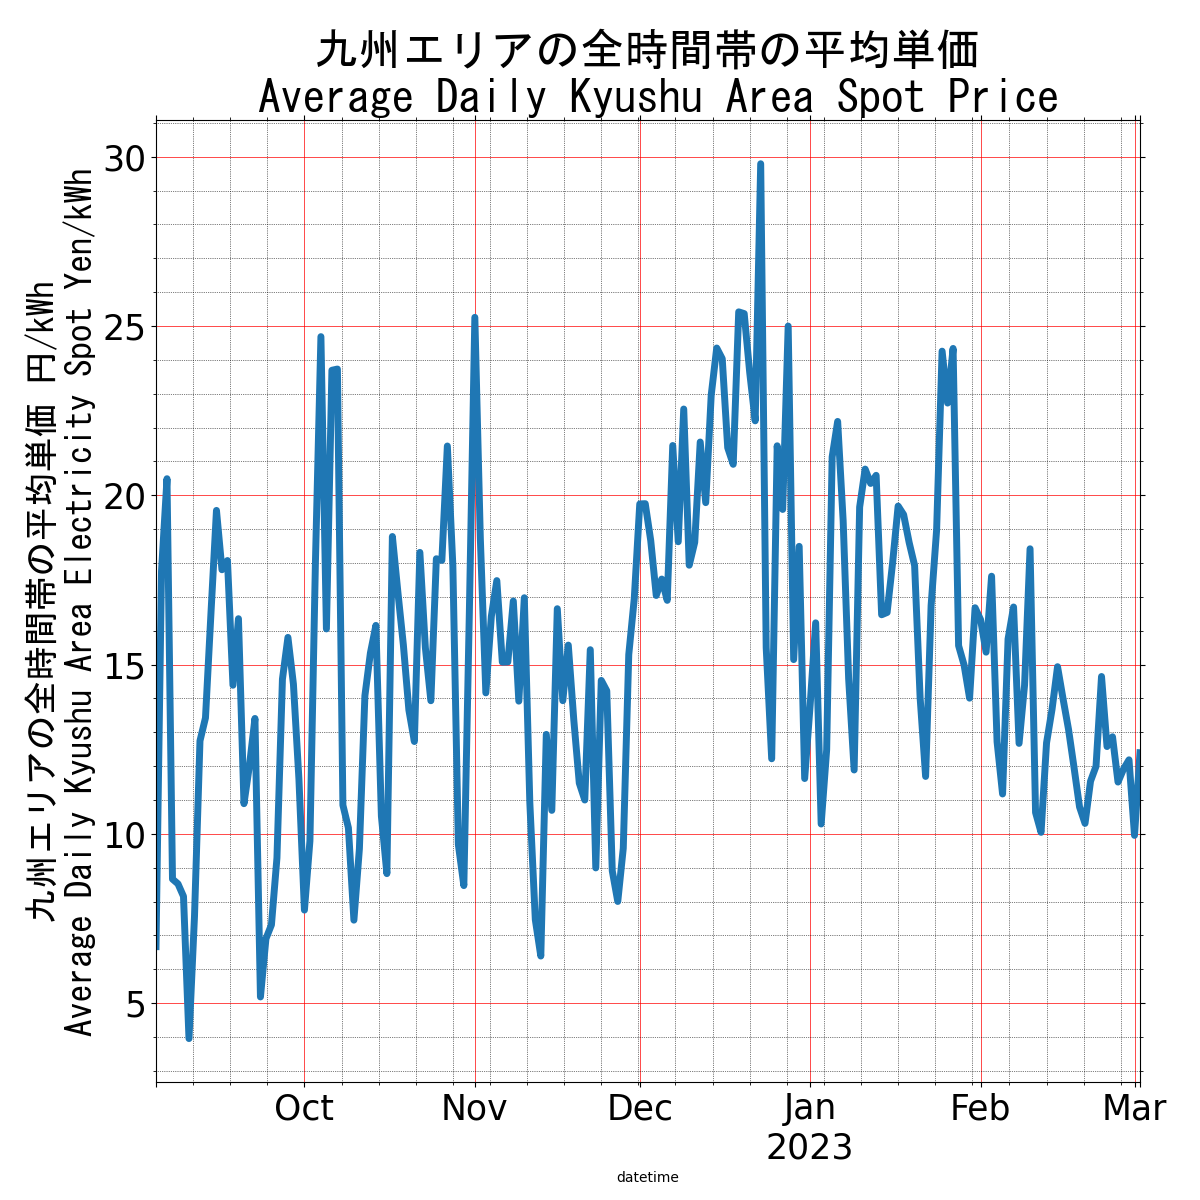 九州エリアの全時間帯の平均単価
Average Daily Kyushu Area Spot Price
九州エリアの全時間帯の平均単価 円/kWh
Average Daily Kyushu Area Electricity Spot Yen/kWh
30
25
20
15
10
5
Oct
Nov
Dec
Jan
2023
Feb
Mar
datetime